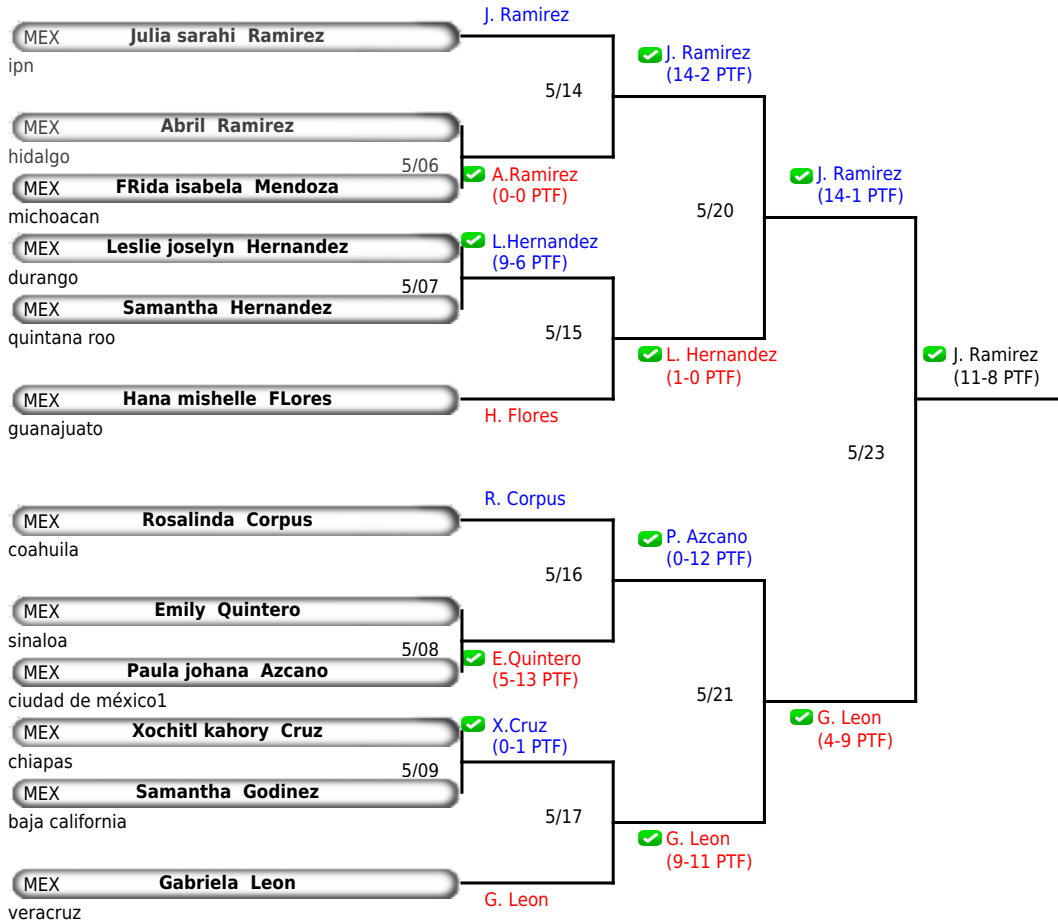 J. Ramirez
MEX Julia sarahi Ramirez
ipn
J. Ramirez
(14-2 PTF)
5/14
MEX Abril Ramirez
hidalgo
5/06
A.Ramirez
(0-0 PTF)
MEX FRida isabela Mendoza
michoacan
J. Ramirez
(14-1 PTF)
5/20
MEX Leslie joselyn Hernandez
durango
L.Hernandez
(9-6 PTF)
5/07
MEX Samantha Hernandez
quintana roo
5/15
L. Hernandez
(1-0 PTF)
J. Ramirez
(11-8 PTF)
MEX Hana mishelle FLores
guanajuato
H. Flores
5/23
R. Corpus
MEX Rosalinda Corpus
coahuila
P. Azcano
(0-12 PTF)
5/16
MEX Emily Quintero
sinaloa
5/08
E.Quintero
(5-13 PTF)
MEX Paula johana Azcano
ciudad de méxico1
5/21
G. Leon
(4-9 PTF)
MEX Xochitl kahory Cruz
chiapas
X.Cruz
(0-1 PTF)
5/09
MEX Samantha Godinez
baja california
5/17
G. Leon
(9-11 PTF)
MEX Gabriela Leon
veracruz
G. Leon